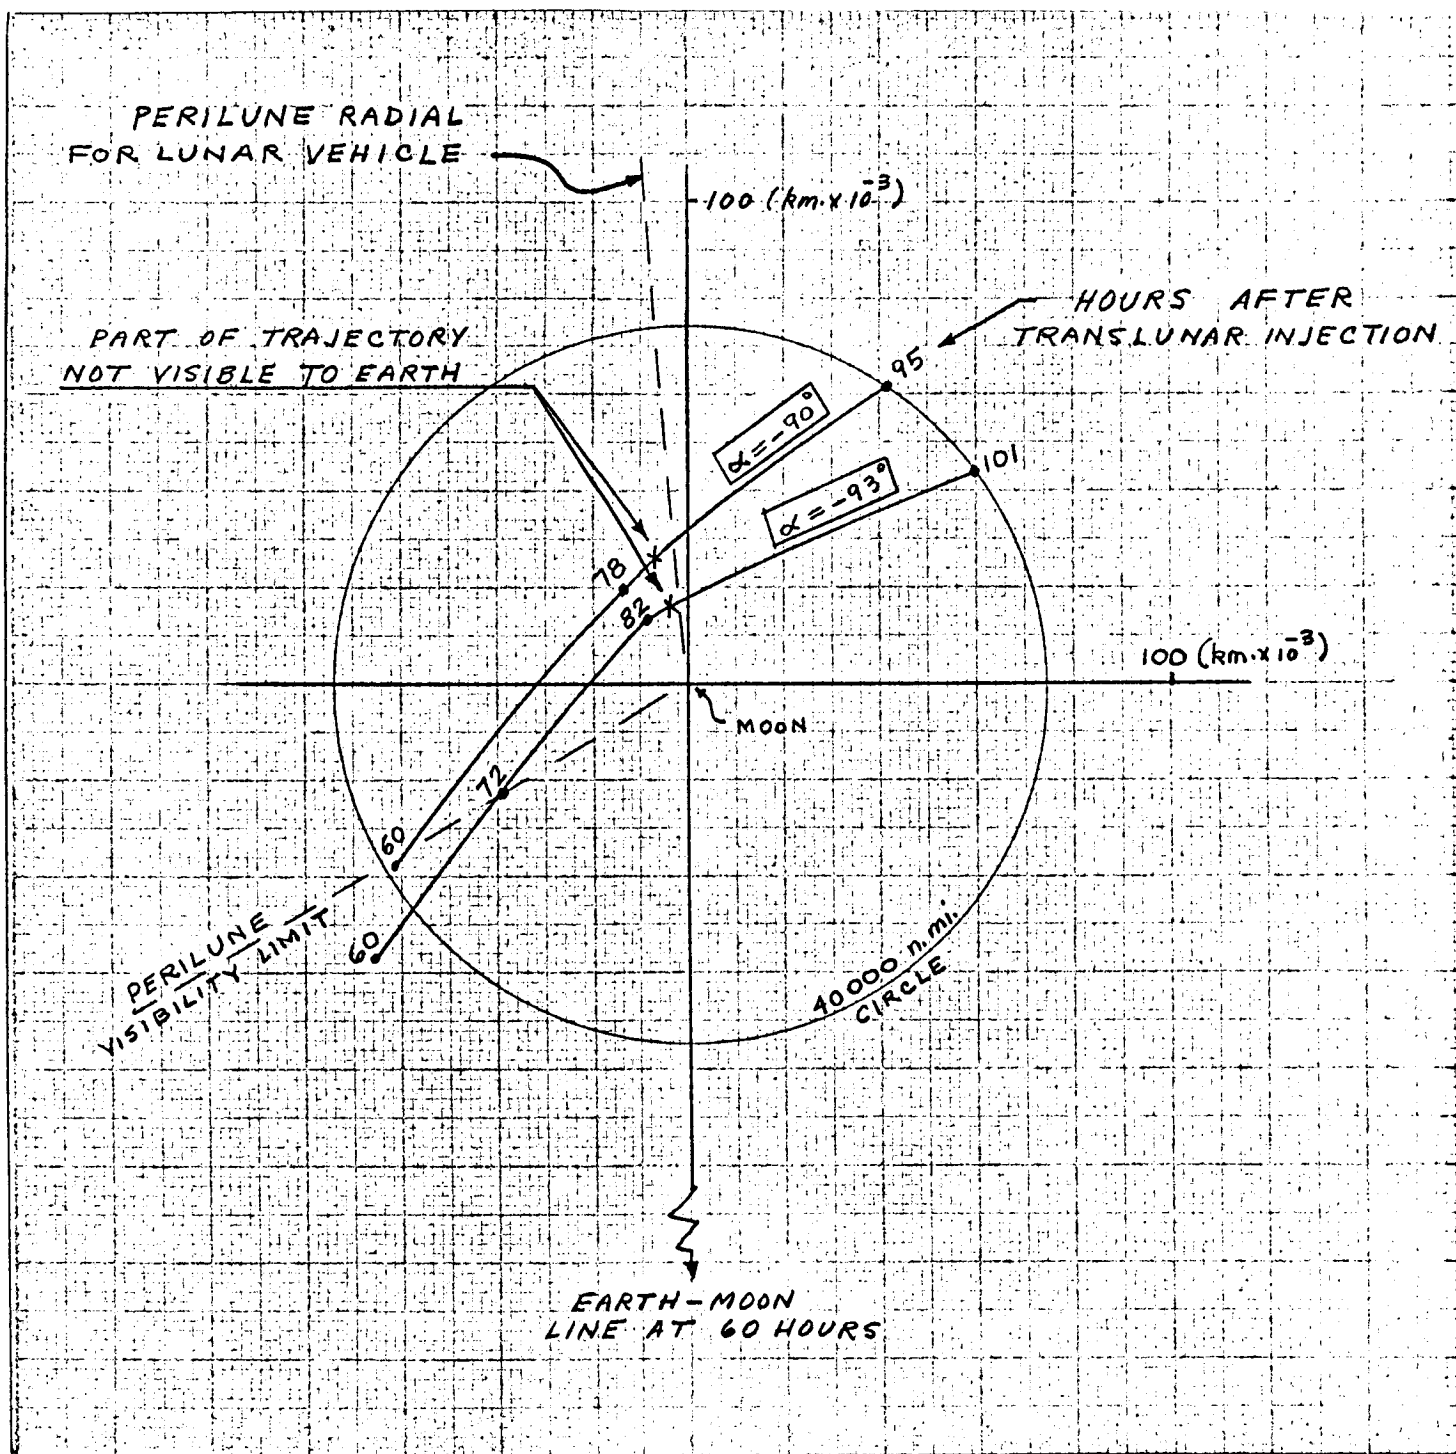 PERILUNE RADIAL
FOR LUNAR VEHICLE
100 (km. x 10⁻³)
HOURS AFTER
TRANSLUNAR INJECTION
PART OF TRAJECTORY
NOT VISIBLE TO EARTH
95
α = -90°
101
α = -93°
78
82
100 (km. x 10⁻³)
MOON
72
60
60
PERILUNE
VISIBILITY LIMIT
40000 n.mi.
CIRCLE
EARTH-MOON
LINE AT 60 HOURS